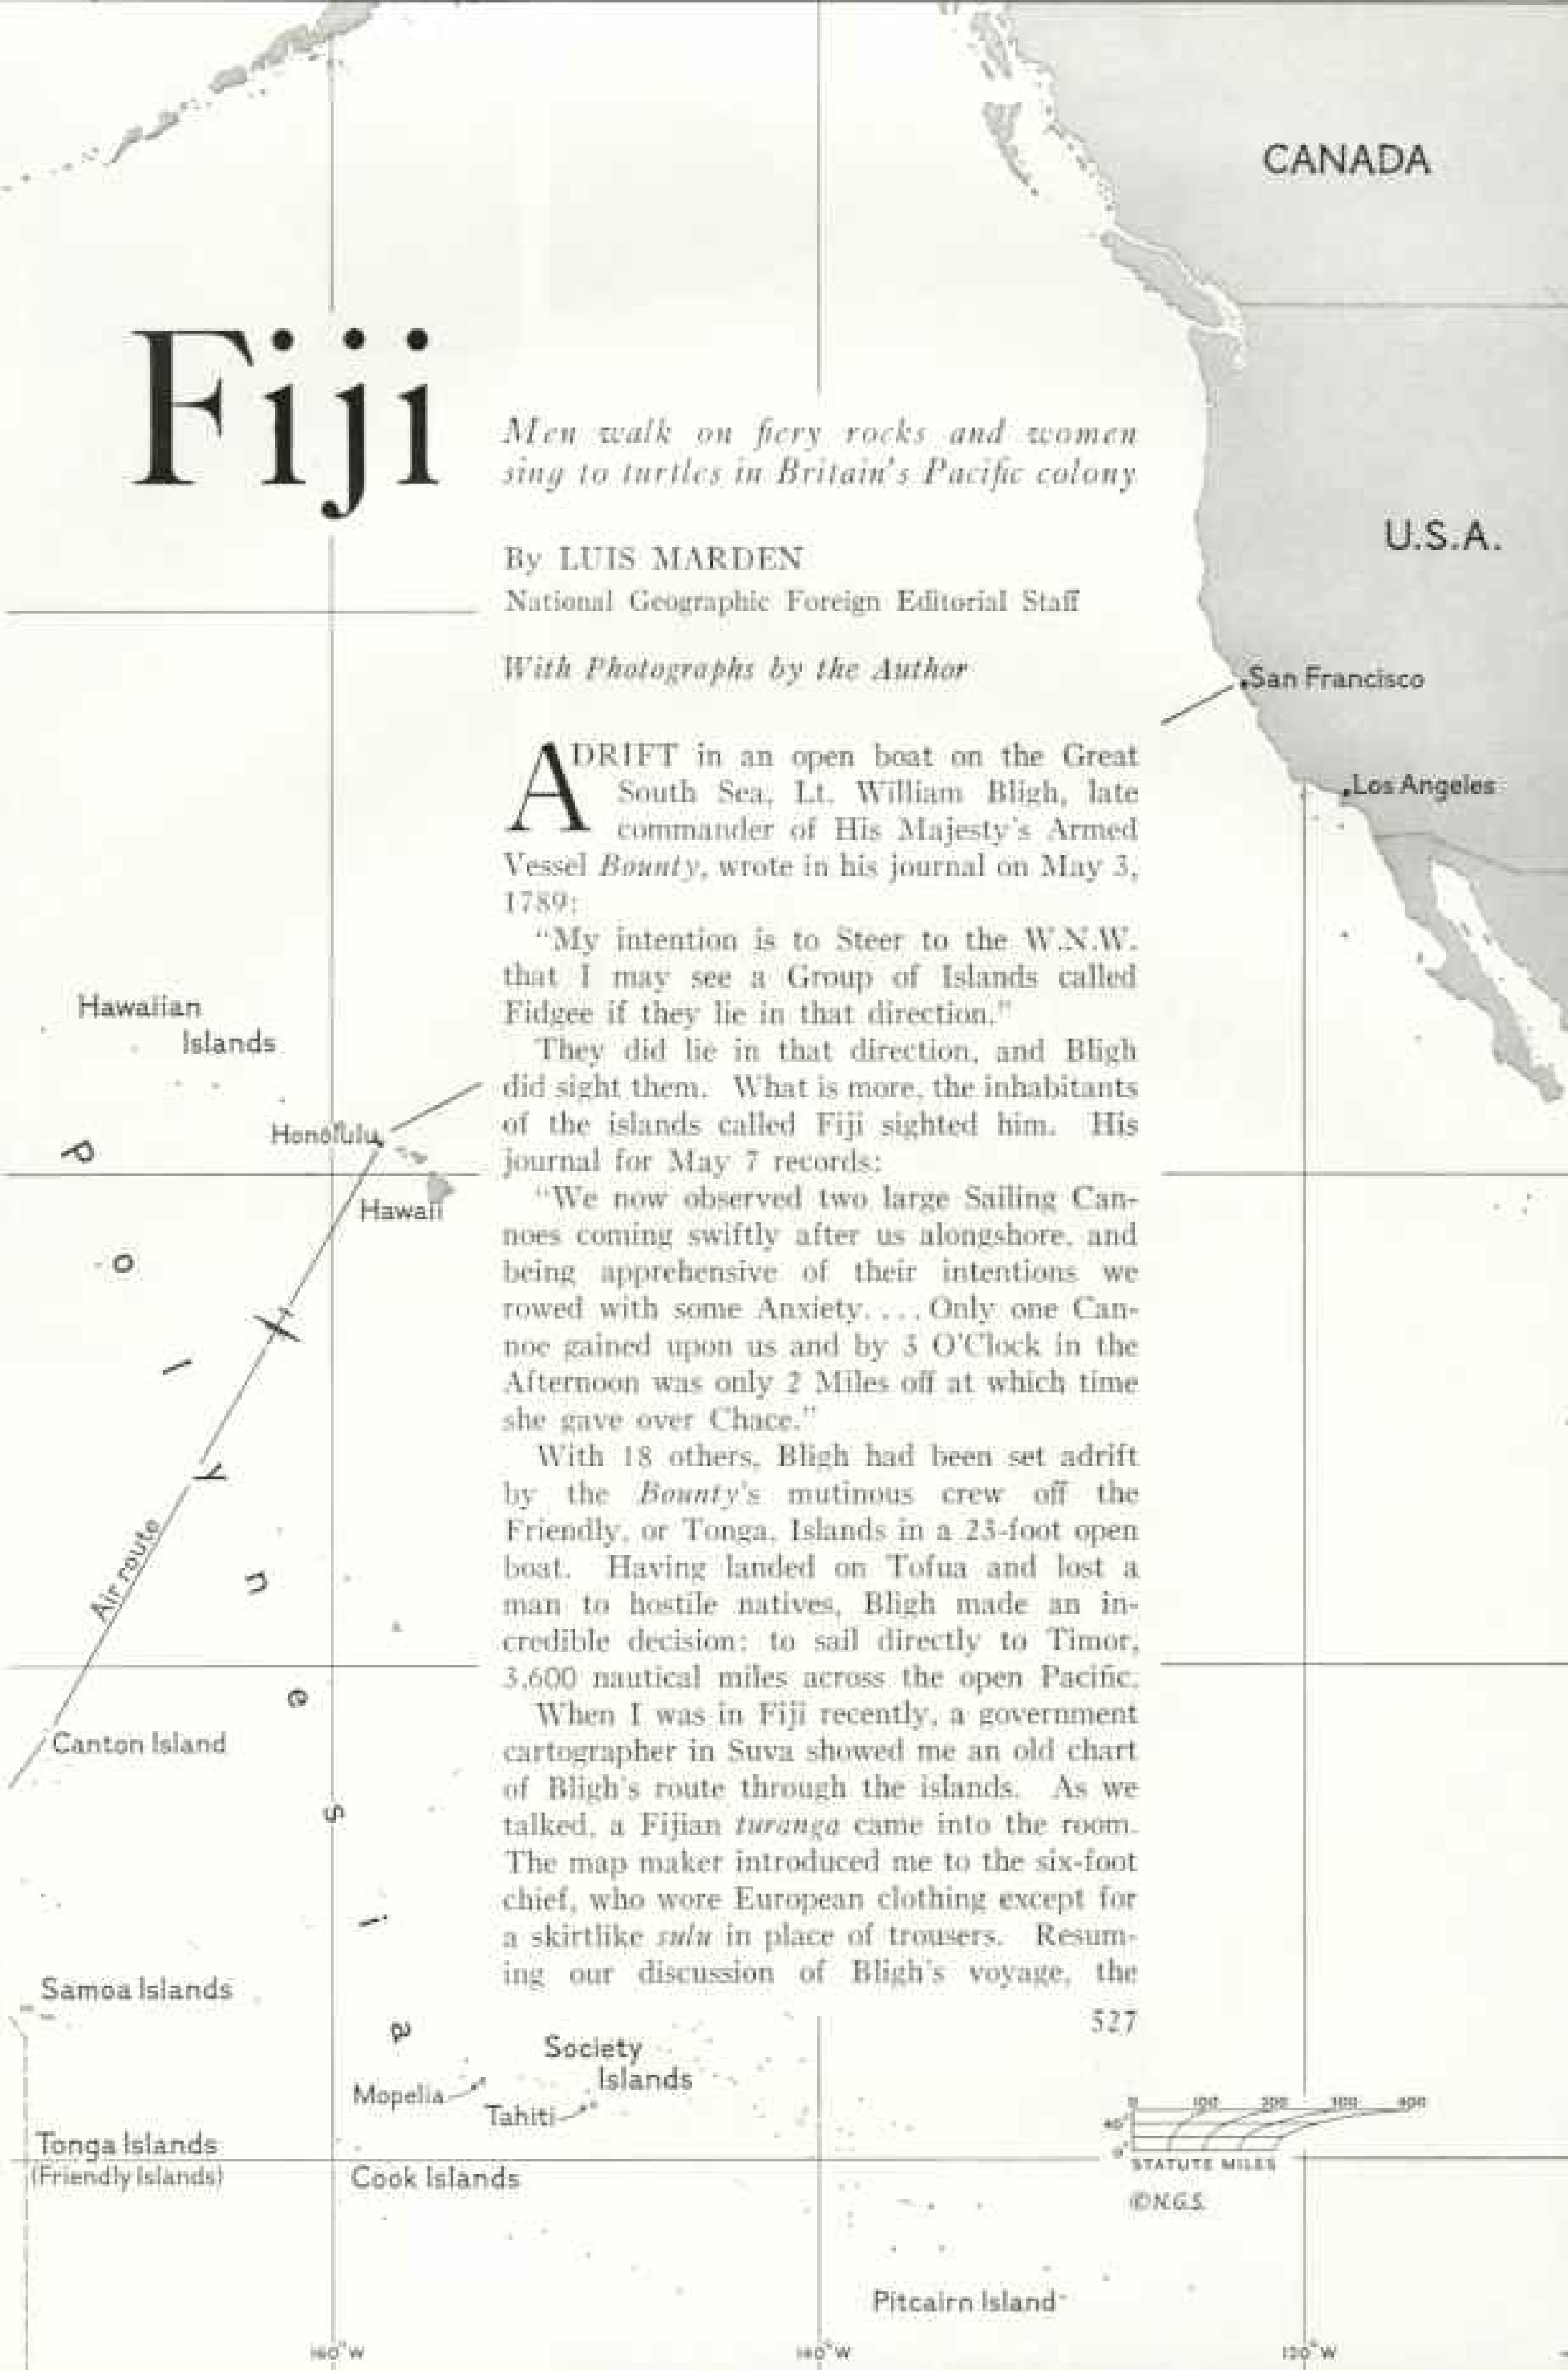 CANADA
Fiji
Men walk on fiery rocks and women
sing to turtles in Britain's Pacific colony
By LUIS MARDEN
National Geographic Foreign Editorial Staff
With Photographs by the Author
U.S.A.
San Francisco
Los Angeles
ADRIFT in an open boat on the Great
South Sea, Lt. William Bligh, late
commander of His Majesty's Armed
Vessel Bounty, wrote in his journal on May 3,
1789:
"My intention is to Steer to the W.N.W.
that I may see a Group of Islands called
Fidgee if they lie in that direction."
They did lie in that direction, and Bligh
did sight them. What is more, the inhabitants
of the islands called Fiji sighted him. His
journal for May 7 records:
"We now observed two large Sailing Can-
noes coming swiftly after us alongshore, and
being apprehensive of their intentions we
rowed with some Anxiety.... Only one Can-
noe gained upon us and by 3 O'Clock in the
Afternoon was only 2 Miles off at which time
she gave over Chace."
With 18 others, Bligh had been set adrift
by the Bounty's mutinous crew off the
Friendly, or Tonga, Islands in a 23-foot open
boat. Having landed on Tofua and lost a
man to hostile natives, Bligh made an in-
credible decision: to sail directly to Timor,
3,600 nautical miles across the open Pacific.
When I was in Fiji recently, a government
cartographer in Suva showed me an old chart
of Bligh's route through the islands. As we
talked, a Fijian turanga came into the room.
The map maker introduced me to the six-foot
chief, who wore European clothing except for
a skirtlike sulu in place of trousers. Resum-
ing our discussion of Bligh's voyage, the
527
Hawaiian
Islands
Honolulu
Hawaii
Polynesia
Air route
Canton Island
Samoa Islands
Society
Islands
Mopelia
Tahiti
Tonga Islands
(Friendly Islands)
Cook Islands
0 100 200 300 400
40°
0°
STATUTE MILES
©N.G.S.
Pitcairn Island
160°W 140°W 120°W